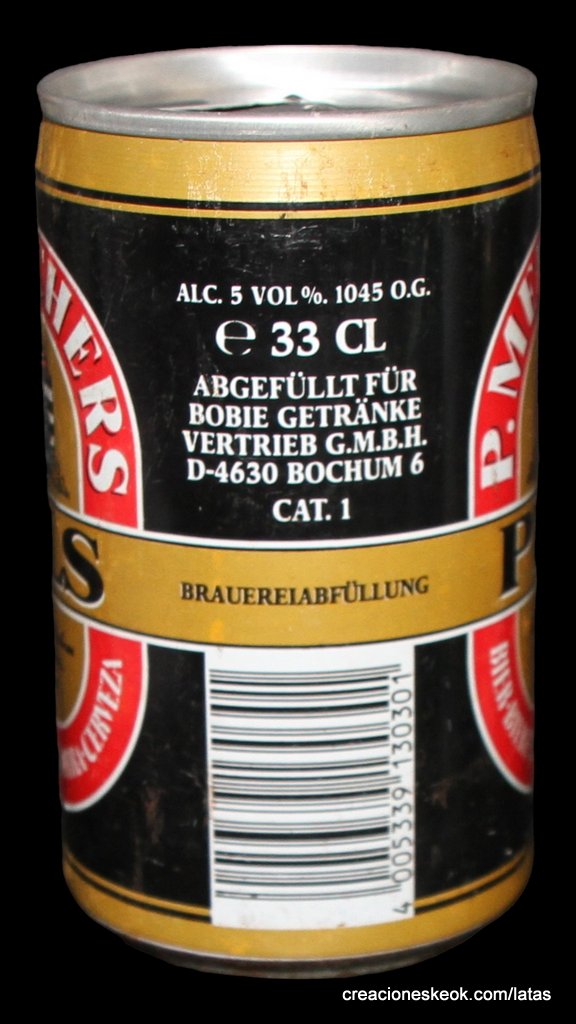 ALC. 5 VOL%. 1045 O.G.
℮ 33 CL
ABGEFÜLLT FÜR
BOBIE GETRÄNKE
VERTRIEB G.M.B.H.
D-4630 BOCHUM 6
CAT. 1
BRAUEREIABFÜLLUNG
4 005339 130301
creacioneskeok.com/latas